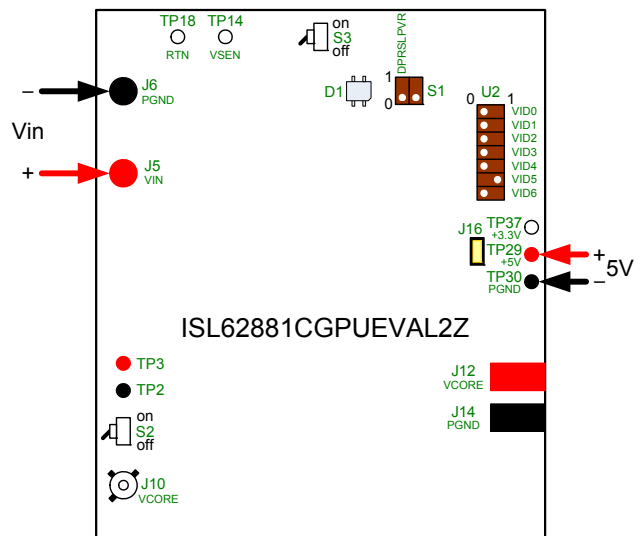 TP18 TP14
RTN VSEN
on
S3
off
DPRSLPVR
– J6
PGND
Vin
+ J5
VIN
D1
1
0
S1
U2
0 1
VID0
VID1
VID2
VID3
VID4
VID5
VID6
TP37
+3.3V
J16
TP29
+5V
TP30
PGND
+
5V
–
ISL62881CGPUEVAL2Z
TP3
TP2
J12
VCORE
J14
PGND
on
S2
off
J10
VCORE